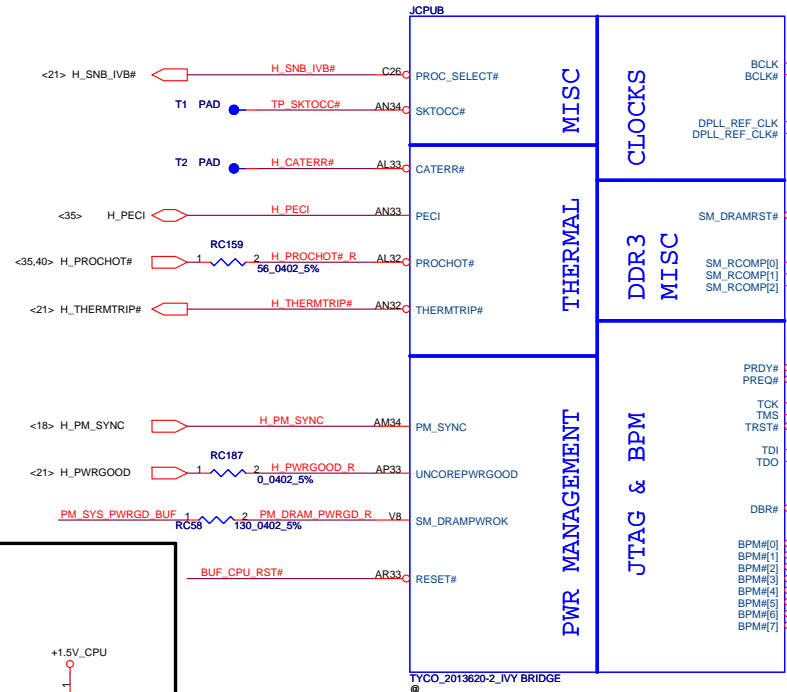 JCPUB
<21> H_SNB_IVB# H_SNB_IVB# C26 PROC_SELECT#
T1 PAD TP_SKTOCC# AN34 SKTOCC#
T2 PAD H_CATERR# AL33 CATERR#
<35> H_PECI H_PECI AN33 PECI
RC159
<35,40> H_PROCHOT# 1 2 H_PROCHOT#_R AL32 PROCHOT#
56_0402_5%
<21> H_THERMTRIP# H_THERMTRIP# AN32 THERMTRIP#
<18> H_PM_SYNC H_PM_SYNC AM34 PM_SYNC
RC187
<21> H_PWRGOOD 1 2 H_PWRGOOD_R AP33 UNCOREPWRGOOD
0_0402_5%
PM_SYS_PWRGD_BUF 1 2 PM_DRAM_PWRGD_R V8 SM_DRAMPWROK
RC58 130_0402_5%
BUF_CPU_RST# AR33 RESET#
MISC
THERMAL
PWR MANAGEMENT
CLOCKS
DDR3
MISC
JTAG & BPM
BCLK
BCLK#
DPLL_REF_CLK
DPLL_REF_CLK#
SM_DRAMRST#
SM_RCOMP[0]
SM_RCOMP[1]
SM_RCOMP[2]
PRDY#
PREQ#
TCK
TMS
TRST#
TDI
TDO
DBR#
BPM#[0]
BPM#[1]
BPM#[2]
BPM#[3]
BPM#[4]
BPM#[5]
BPM#[6]
BPM#[7]
TYCO_2013620-2_IVY BRIDGE
@
+1.5V_CPU
1